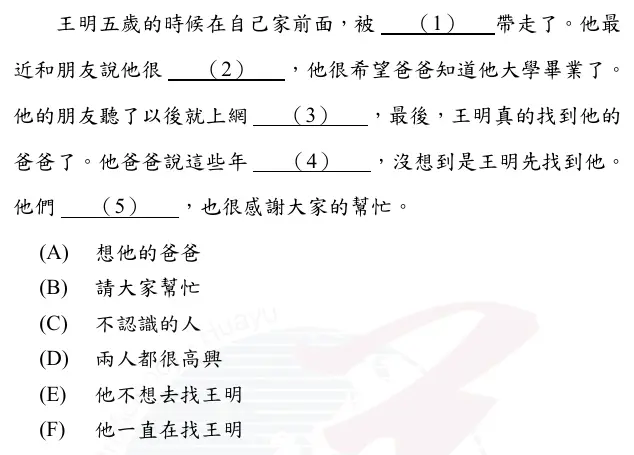 王明五歲的時候在自己家前面，被（1）帶走了。他最
近和朋友說他很（2），他很希望爸爸知道他大學畢業了。
他的朋友聽了以後就上網（3），最後，王明真的找到他的
爸爸了。他爸爸說這些年（4），沒想到是王明先找到他。
他們（5），也很感謝大家的幫忙。
(A) 想他的爸爸
(B) 請大家幫忙
(C) 不認識的人
(D) 兩人都很高興
(E) 他不想去找王明
(F) 他一直在找王明
Huayu